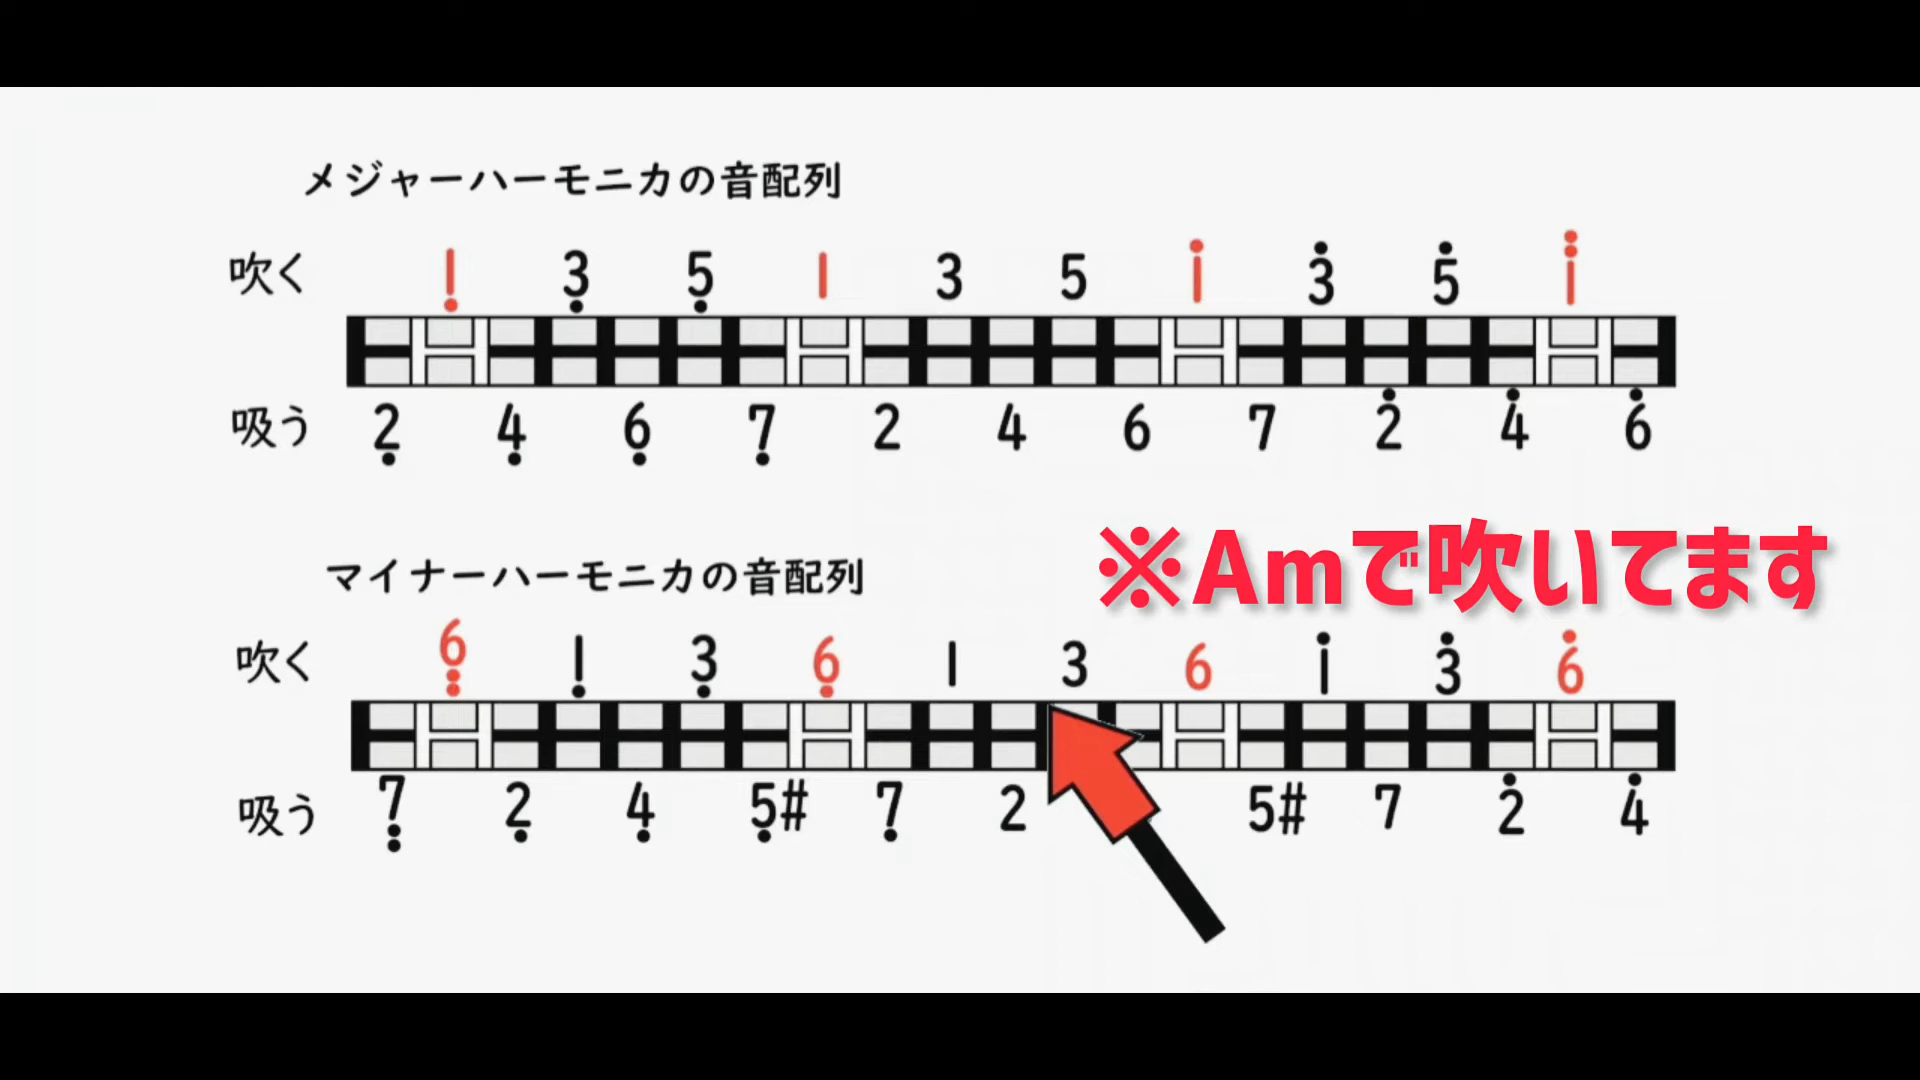 メジャーハーモニカの音配列
吹く 1̣ 3̣ 5̣ 1 3 5 1̇ 3̇ 5̇ 1̈
吸う 2̣ 4̣ 6̣ 7̣ 2 4 6 7 2̇ 4̇ 6̇
※Amで吹いてます
マイナーハーモニカの音配列
吹く 6̤ 1̣ 3̣ 6̣ 1 3 6 1̇ 3̇ 6̇
吸う 7̤ 2̣ 4̣ 5̣# 7̣ 2 5# 7 2̇ 4̇